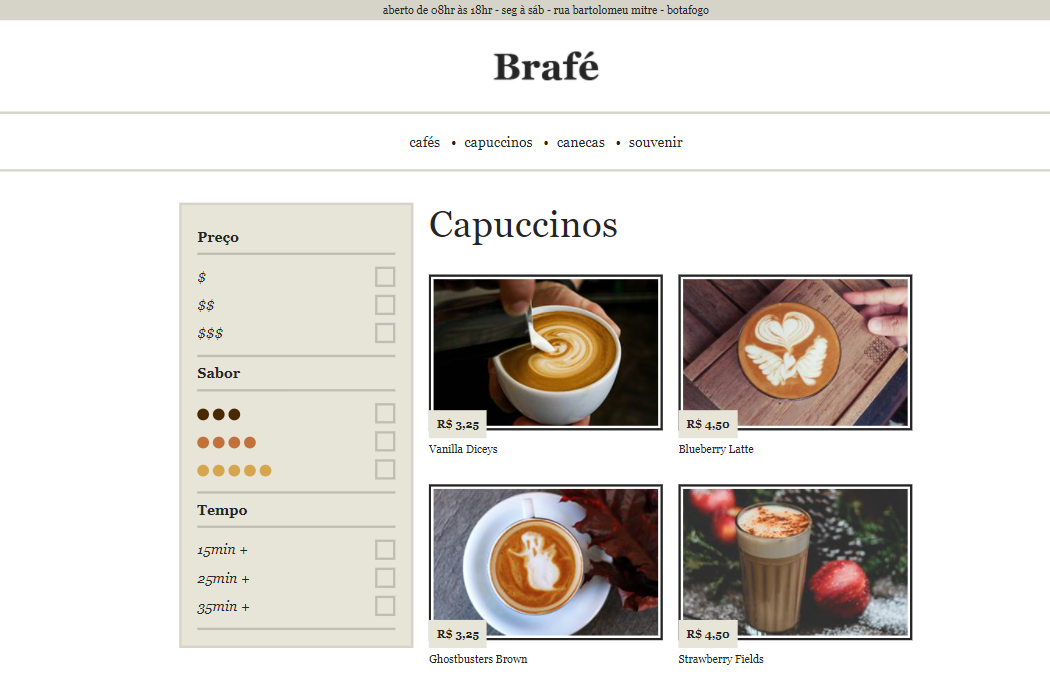 aberto de 08hr às 18hr - seg à sáb - rua bartolomeu mitre - botafogo
Brafé
cafés • capuccinos • canecas • souvenir
Preço
$
$$
$$$
Sabor
Tempo
15min +
25min +
35min +
Capuccinos
R$ 3,25
Vanilla Diceys
R$ 4,50
Blueberry Latte
R$ 3,25
Ghostbusters Brown
R$ 4,50
Strawberry Fields